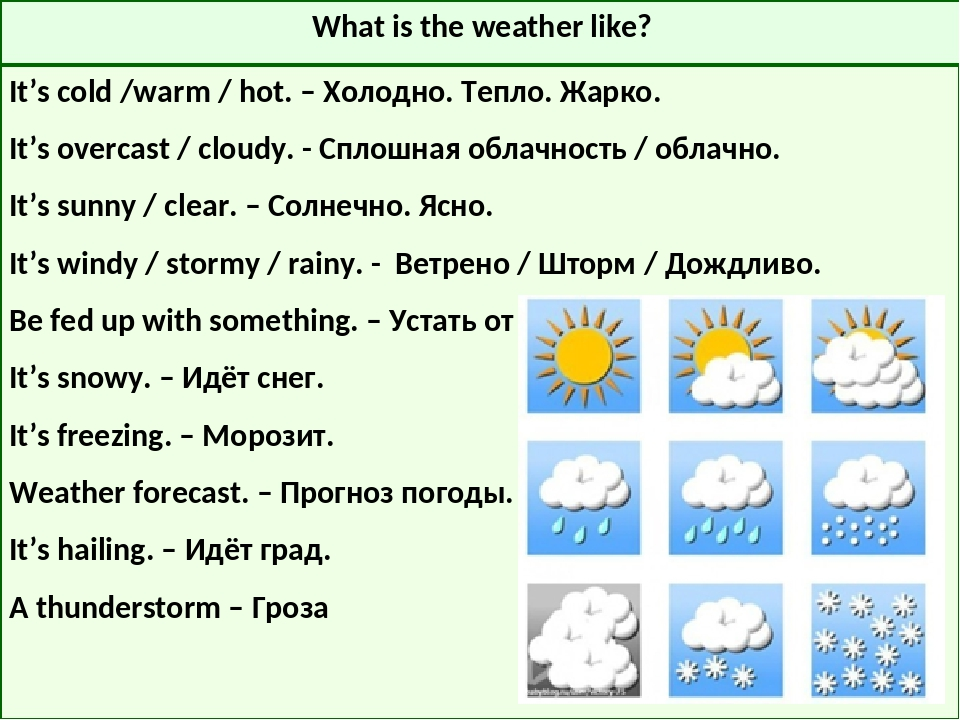 What is the weather like?
It’s cold /warm / hot. – Холодно. Тепло. Жарко.
It’s overcast / cloudy. - Сплошная облачность / облачно.
It’s sunny / clear. – Солнечно. Ясно.
It’s windy / stormy / rainy. - Ветрено / Шторм / Дождливо.
Be fed up with something. – Устать от
It’s snowy. – Идёт снег.
It’s freezing. – Морозит.
Weather forecast. – Прогноз погоды.
It’s hailing. – Идёт град.
A thunderstorm – Гроза